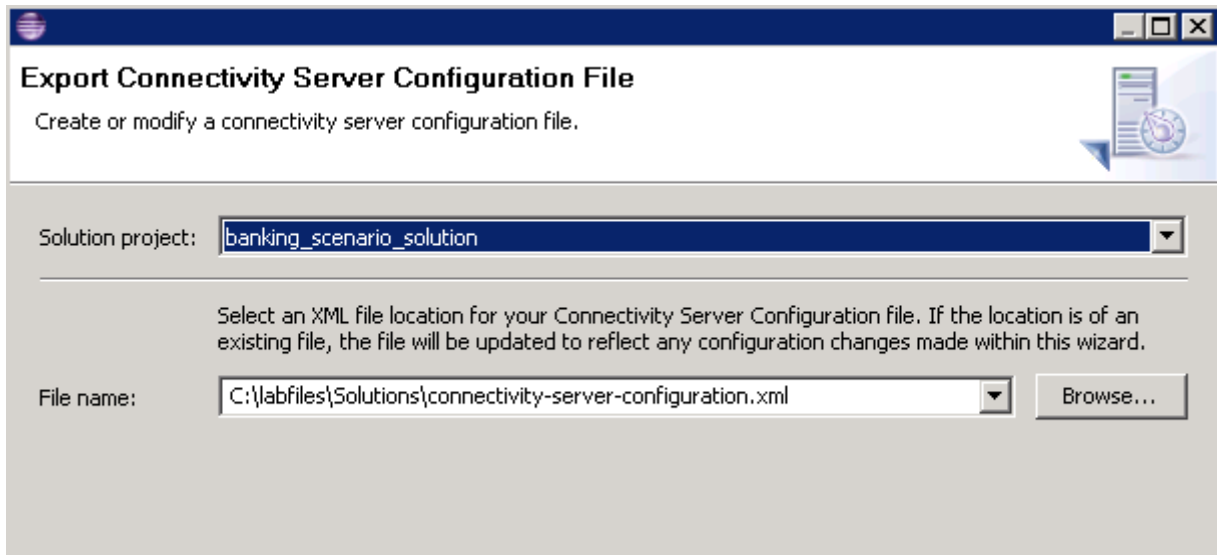 Export Connectivity Server Configuration File
Create or modify a connectivity server configuration file.
Solution project: banking_scenario_solution
Select an XML file location for your Connectivity Server Configuration file. If the location is of an
existing file, the file will be updated to reflect any configuration changes made within this wizard.
File name: C:\labfiles\Solutions\connectivity-server-configuration.xml Browse...